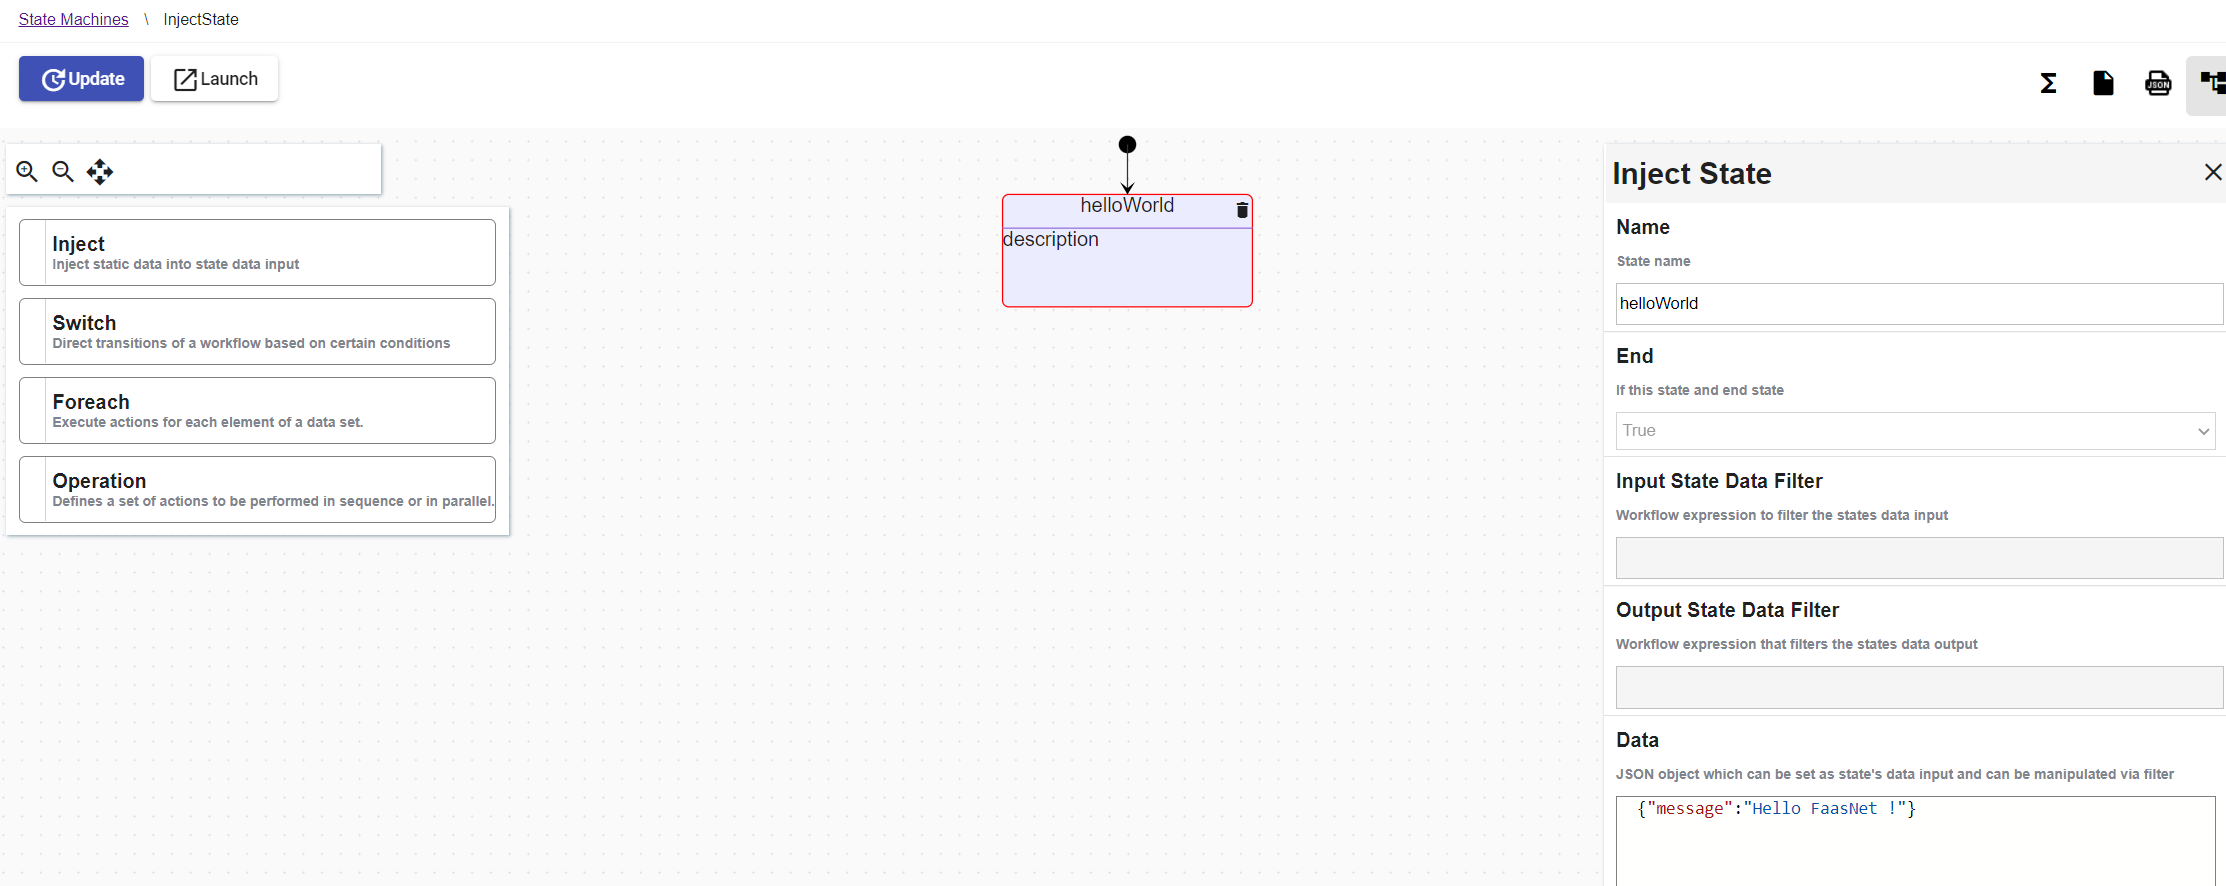 State Machines \ InjectState
Update
Launch
JSON
Inject
Inject static data into state data input
Switch
Direct transitions of a workflow based on certain conditions
Foreach
Execute actions for each element of a data set.
Operation
Defines a set of actions to be performed in sequence or in parallel.
helloWorld
description
Inject State
Name
State name
helloWorld
End
If this state and end state
True
Input State Data Filter
Workflow expression to filter the states data input
Output State Data Filter
Workflow expression that filters the states data output
Data
JSON object which can be set as state's data input and can be manipulated via filter
{"message":"Hello FaasNet !"}